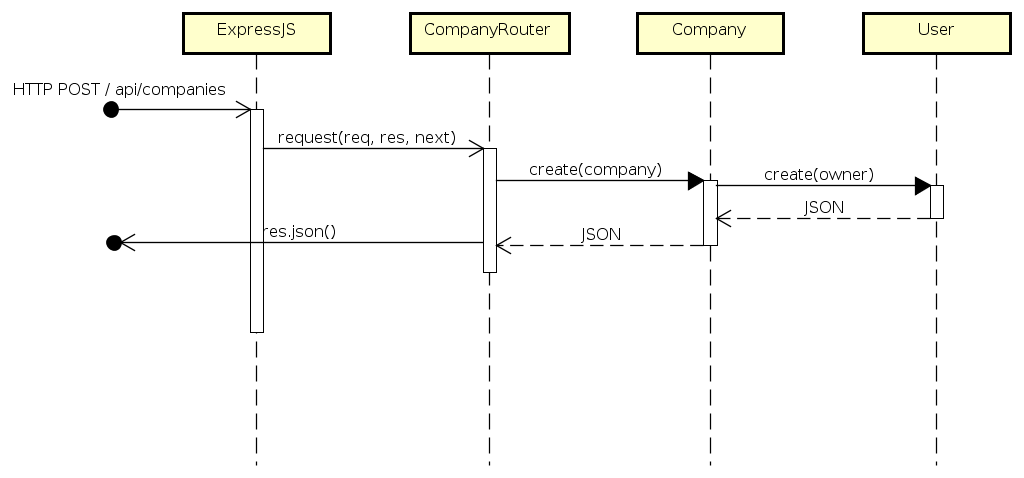 ExpressJS
CompanyRouter
Company
User
HTTP POST / api/companies
request(req, res, next)
create(company)
create(owner)
JSON
res.json()
JSON